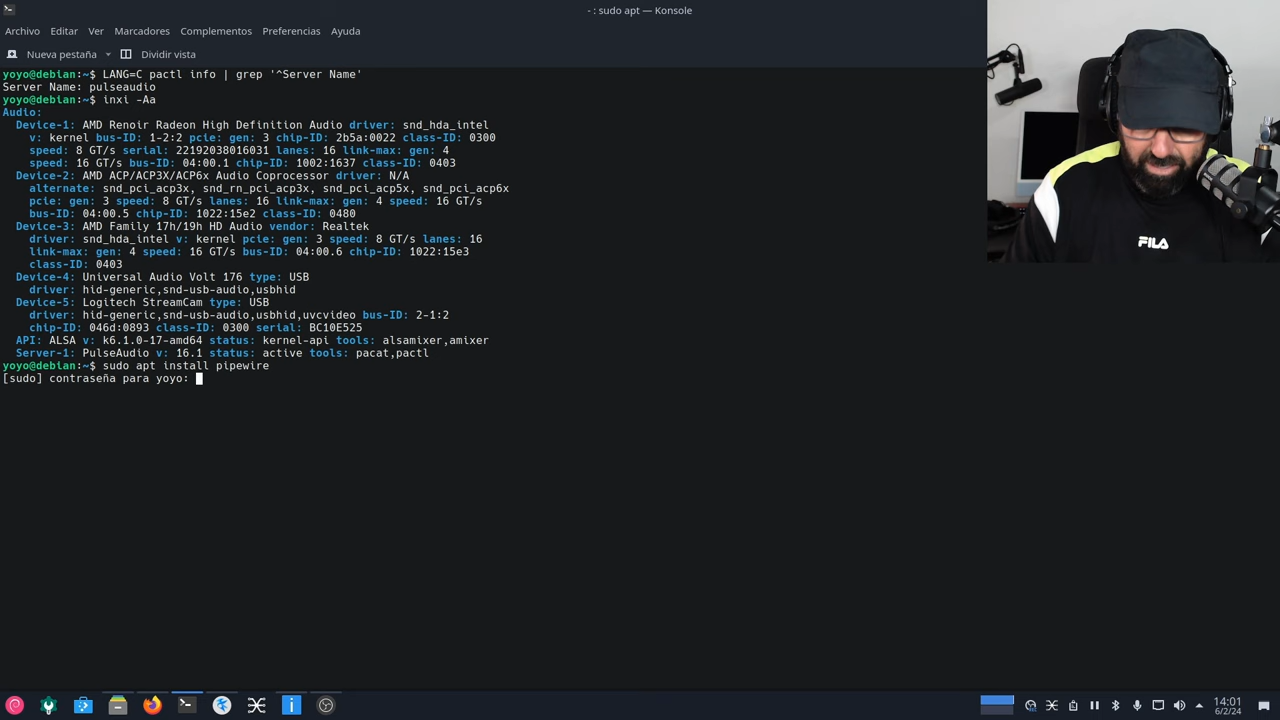 - : sudo apt — Konsole
Archivo Editar Ver Marcadores Complementos Preferencias Ayuda
Nueva pestaña Dividir vista
yoyo@debian:~$ LANG=C pactl info | grep '^Server Name'
Server Name: pulseaudio
yoyo@debian:~$ inxi -Aa
Audio:
Device-1: AMD Renoir Radeon High Definition Audio driver: snd_hda_intel
v: kernel bus-ID: 1-2:2 pcie: gen: 3 chip-ID: 2b5a:0022 class-ID: 0300
speed: 8 GT/s serial: 22192038016031 lanes: 16 link-max: gen: 4
speed: 16 GT/s bus-ID: 04:00.1 chip-ID: 1002:1637 class-ID: 0403
Device-2: AMD ACP/ACP3X/ACP6x Audio Coprocessor driver: N/A
alternate: snd_pci_acp3x, snd_rn_pci_acp3x, snd_pci_acp5x, snd_pci_acp6x
pcie: gen: 3 speed: 8 GT/s lanes: 16 link-max: gen: 4 speed: 16 GT/s
bus-ID: 04:00.5 chip-ID: 1022:15e2 class-ID: 0480
Device-3: AMD Family 17h/19h HD Audio vendor: Realtek
driver: snd_hda_intel v: kernel pcie: gen: 3 speed: 8 GT/s lanes: 16
link-max: gen: 4 speed: 16 GT/s bus-ID: 04:00.6 chip-ID: 1022:15e3
class-ID: 0403
Device-4: Universal Audio Volt 176 type: USB
driver: hid-generic,snd-usb-audio,usbhid
Device-5: Logitech StreamCam type: USB
driver: hid-generic,snd-usb-audio,usbhid,uvcvideo bus-ID: 2-1:2
chip-ID: 046d:0893 class-ID: 0300 serial: BC10E525
API: ALSA v: k6.1.0-17-amd64 status: kernel-api tools: alsamixer,amixer
Server-1: PulseAudio v: 16.1 status: active tools: pacat,pactl
yoyo@debian:~$ sudo apt install pipewire
[sudo] contraseña para yoyo:
FILA
14:01
6/2/24